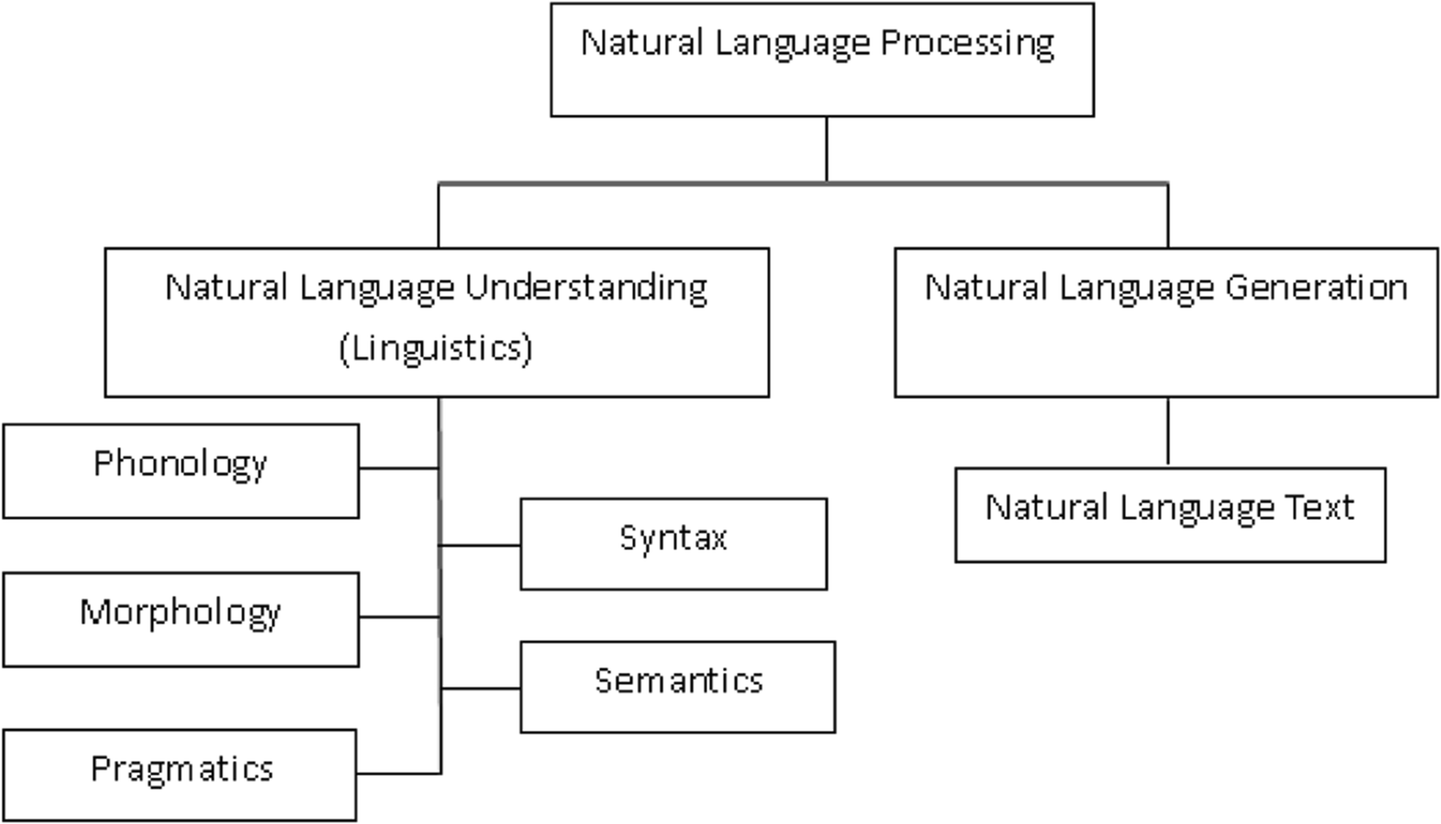 Natural Language Processing
Natural Language Understanding
(Linguistics)
Natural Language Generation
Phonology
Natural Language Text
Syntax
Morphology
Semantics
Pragmatics